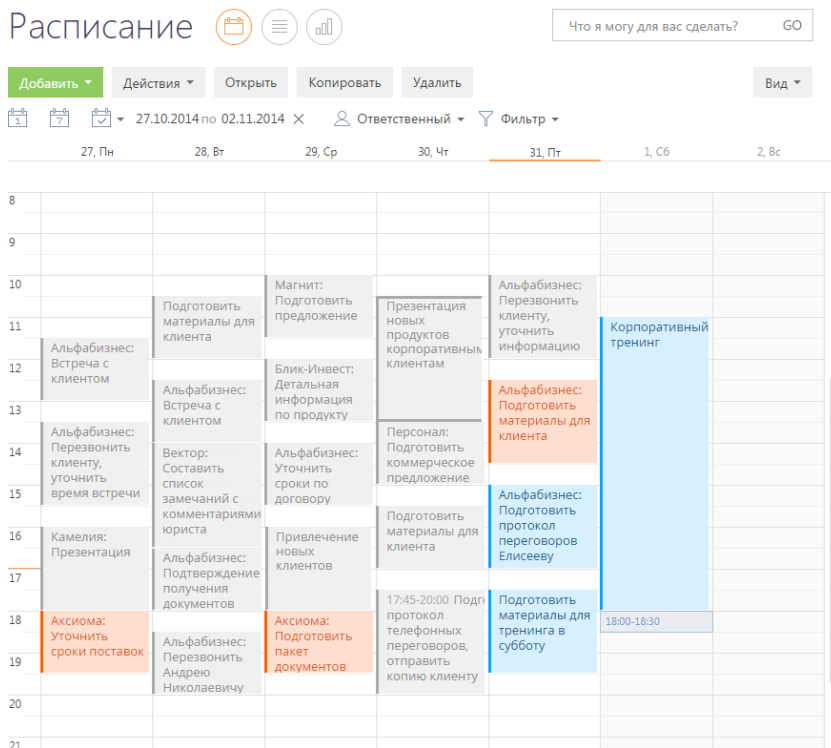 Расписание
Что я могу для вас сделать? GO
Добавить Действия Открыть Копировать Удалить Вид
1 7 27.10.2014 по 02.11.2014 Ответственный Фильтр
27, Пн 28, Вт 29, Ср 30, Чт 31, Пт 1, Сб 2, Вс
8
9
10
11
12
13
14
15
16
17
18
19
20
21
Альфабизнес:
Встреча с
клиентом
Альфабизнес:
Перезвонить
клиенту,
уточнить
время встречи
Камелия:
Презентация
Аксиома:
Уточнить
сроки поставок
Подготовить
материалы для
клиента
Альфабизнес:
Встреча с
клиентом
Вектор:
Составить
список
замечаний с
комментариями
юриста
Альфабизнес:
Подтверждение
получения
документов
Альфабизнес:
Перезвонить
Андрею
Николаевичу
Магнит:
Подготовить
предложение
Блик-Инвест:
Детальная
информация
по продукту
Альфабизнес:
Уточнить
сроки по
договору
Привлечение
новых
клиентов
Аксиома:
Подготовить
пакет
документов
Презентация
новых
продуктов
корпоративным
клиентам
Персонал:
Подготовить
коммерческое
предложение
Подготовить
материалы для
клиента
17:45-20:00 Подг
протокол
телефонных
переговоров,
отправить
копию клиенту
Альфабизнес:
Перезвонить
клиенту,
уточнить
информацию
Альфабизнес:
Подготовить
материалы для
клиента
Альфабизнес:
Подготовить
протокол
переговоров
Елисееву
Подготовить
материалы для
тренинга в
субботу
Корпоративный
тренинг
18:00-18:30